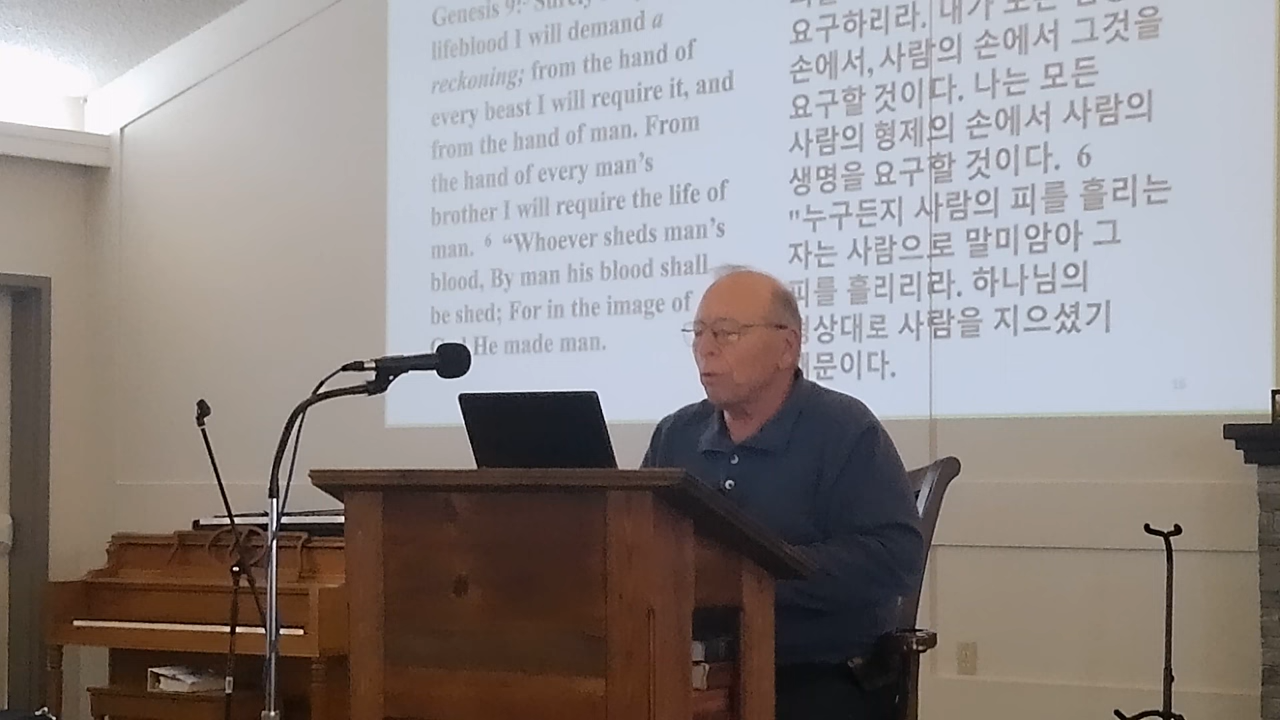 Genesis 9: Surely
lifeblood I will demand a
reckoning; from the hand of
every beast I will require it, and
from the hand of man. From
the hand of every man’s
brother I will require the life of
man. 6 “Whoever sheds man’s
blood, By man his blood shall
be shed; For in the image of
He made man.
요구하리라. 내가 모든
손에서, 사람의 손에서 그것을
요구할 것이다. 나는 모든
사람의 형제의 손에서 사람의
생명을 요구할 것이다. 6
"누구든지 사람의 피를 흘리는
자는 사람으로 말미암아 그
피를 흘리리라. 하나님의
형상대로 사람을 지으셨기
때문이다.